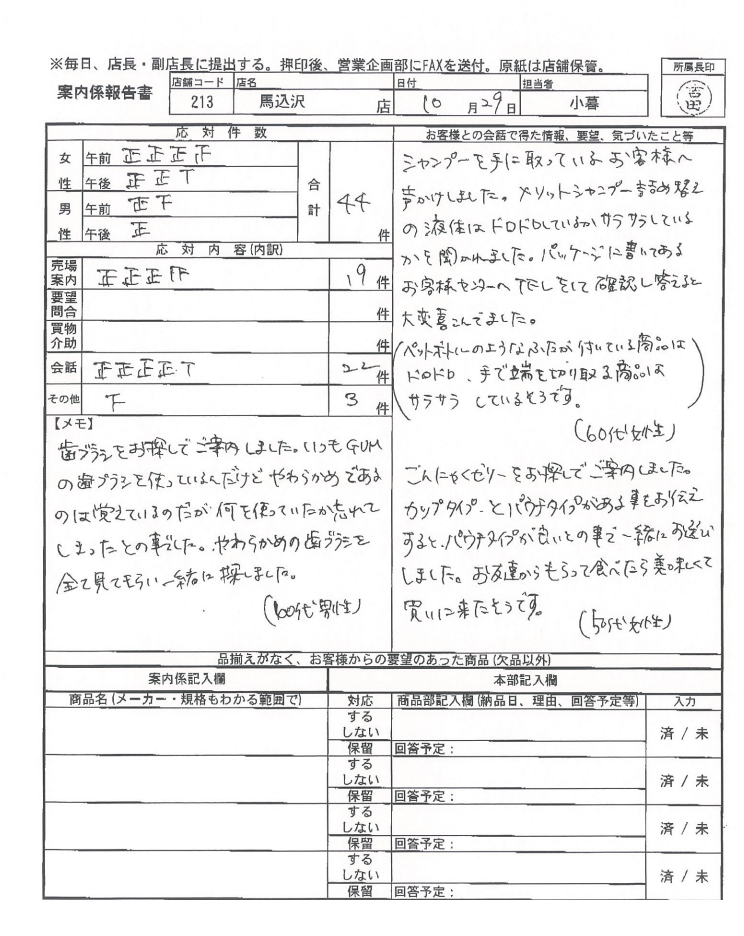 ※毎日、店長・副店長に提出する。押印後、営業企画部にFAXを送付。原紙は店舗保管。
所属長印
案内係報告書
店舗コード 店名 日付 担当者
213 馬込沢 店 10月29日 小暮
吉田
応対件数
女性 午前 正正正正
午後 正正T
男性 午前 正下
午後 正
合計 44件
応対内容(内訳)
売場案内 正正正正 19件
要望問合 件
買物介助 件
会話 正正正正T 22件
その他 下 3件
【メモ】
歯ブラシをお探しでご案内しました。いつもGUM
の歯ブラシを使っているんだけどやわらかめである
のは覚えているのだが何を使っていたか忘れて
しまったとの事でした。やわらかめの歯ブラシを
全て見てもらい一緒に探しました。
(60代男性)
お客様との会話で得た情報、要望、気づいたこと等
シャンプーを手に取っているお客様へ
声かけしました。メリットシャンプー詰め替え
の液体はドロドロしているかサラサラしている
かを聞かれました。パッケージに書いてある
お客様センターへTELをして確認し答えると
大変喜こんでました。
(ペットボトルのようなふたが付いている商品は
ドロドロ、手で端を切り取る商品は
サラサラしているそうです。)
(60代女性)
こんにゃくゼリーをお探しでご案内しました。
カップタイプとパウチタイプがある事をお伝え
すると、パウチタイプが良いとの事で一緒にお選び
しました。お友達からもらって食べたら美味しくて
買いに来たそうです。
(50代女性)
品揃えがなく、お客様からの要望のあった商品(欠品以外)
案内係記入欄 本部記入欄
商品名(メーカー・規格もわかる範囲で) 対応 商品部記入欄(納品日、理由、回答予定等) 入力
する
しない 済 / 未
保留 回答予定:
する
しない 済 / 未
保留 回答予定:
する
しない 済 / 未
保留 回答予定:
する
しない 済 / 未
保留 回答予定: